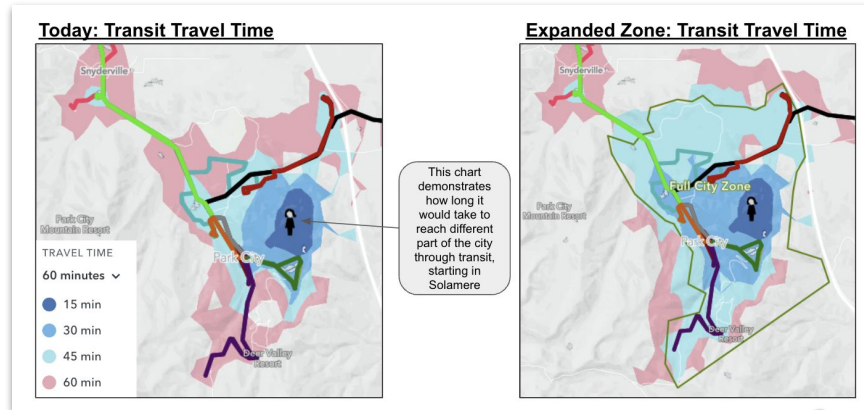 Today: Transit Travel Time
Expanded Zone: Transit Travel Time
Snyderville
Park City
Mountain Resort
Park City
Deer Valley
Resort
TRAVEL TIME
60 minutes
15 min
30 min
45 min
60 min
This chart
demonstrates
how long it
would take to
reach different
part of the city
through transit,
starting in
Solamere
Snyderville
Full City Zone
Park City
Mountain Resort
Park City
Deer Valley
Resort